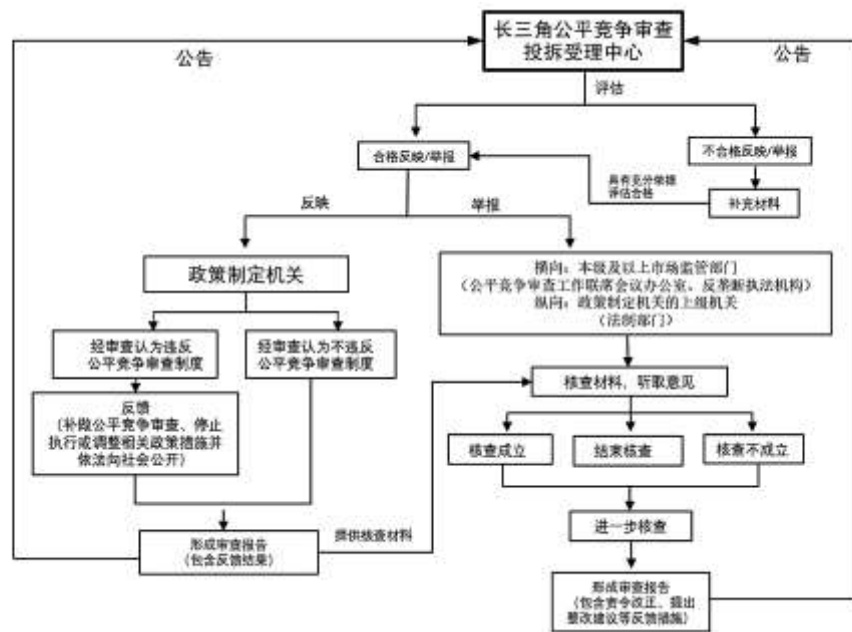 长三角公平竞争审查
投拆受理中心
公告
公告
评估
合格反映/举报
不合格反映/举报
具有充分依据
评估合格
补充材料
反映
举报
政策制定机关
横向：本级及以上市场监管部门
（公平竞争审查工作联席会议办公室、反垄断执法机构）
纵向：政策制定机关的上级机关
（法制部门）
经审查认为违反
公平竞争审查制度
经审查认为不违反
公平竞争审查制度
核查材料，听取意见
反馈
（补做公平竞争审查、停止
执行或调整相关政策措施并
依法向社会公开）
核查成立
结束核查
核查不成立
进一步核查
形成审查报告
（包含反馈结果）
提供核查材料
形成审查报告
（包含责令改正、提出
整改建议等反馈措施）